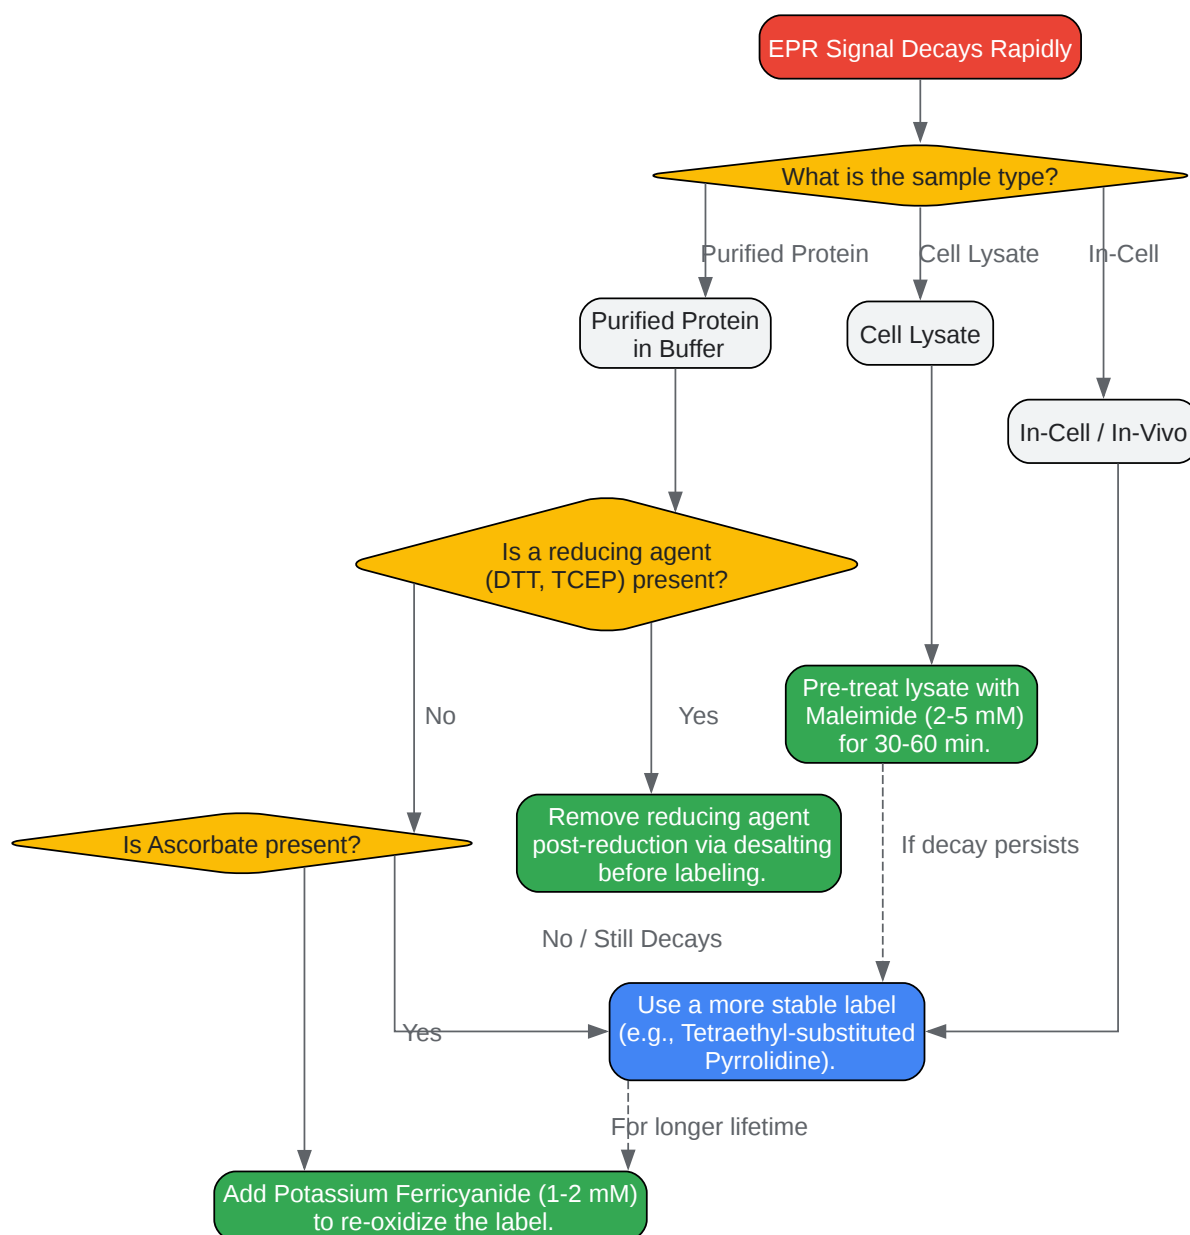 EPR Signal Decays Rapidly
What is the sample type?
Purified Protein
Cell Lysate
In-Cell
Purified Protein
in Buffer
Cell Lysate
In-Cell / In-Vivo
Is a reducing agent
(DTT, TCEP) present?
No
Yes
Pre-treat lysate with
Maleimide (2-5 mM)
for 30-60 min.
Remove reducing agent
post-reduction via desalting
before labeling.
Is Ascorbate present?
If decay persists
No / Still Decays
Yes
Use a more stable label
(e.g., Tetraethyl-substituted
Pyrrolidine).
For longer lifetime
Add Potassium Ferricyanide (1-2 mM)
to re-oxidize the label.